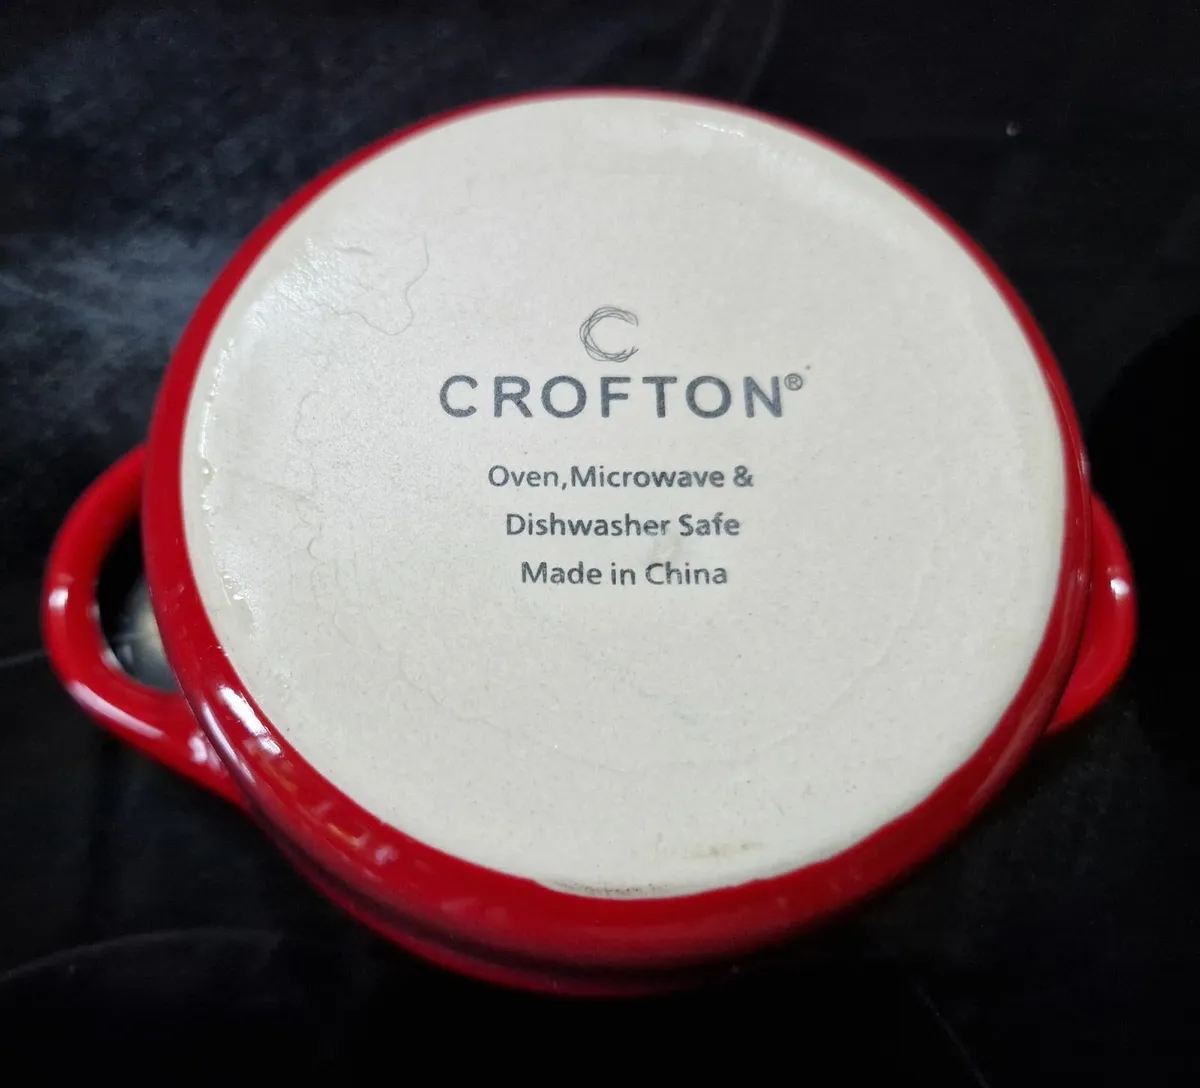 CROFTON®
Oven,Microwave &
Dishwasher Safe
Made in China